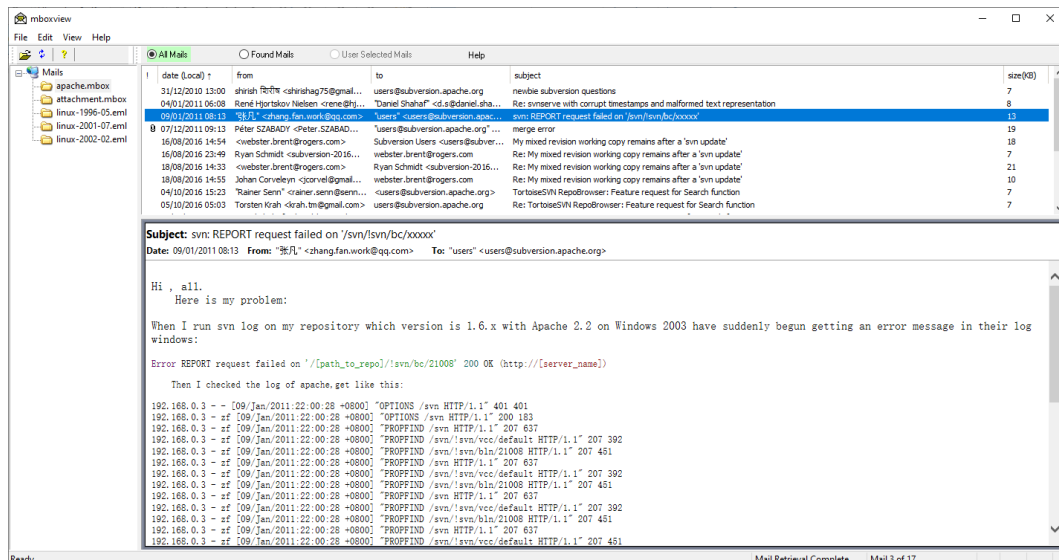 mboxview
File Edit View Help
All Mails Found Mails User Selected Mails Help
Mails
apache.mbox
attachment.mbox
linux-1996-05.eml
linux-2001-07.eml
linux-2002-02.eml
! date (Local) ↑ from to subject size(KB)
31/12/2010 13:00 shirish शिरीष <shirishag75@gmail... users@subversion.apache.org newbie subversion questions 7
04/01/2011 06:08 René Hjortskov Nielsen <rene@hj... "Daniel Shahaf" <d.s@daniel.sha... Re: svnserve with corrupt timestamps and malformed text representation 8
09/01/2011 08:13 "张凡" <zhang.fan.work@qq.com> "users" <users@subversion.apac... svn: REPORT request failed on '/svn/!svn/bc/xxxxx' 13
07/12/2011 09:13 Péter SZABADY <Peter.SZABAD... "users@subversion.apache.org" ... merge error 19
16/08/2016 14:54 <webster.brent@rogers.com> Subversion Users <users@subver... My mixed revision working copy remains after a 'svn update' 18
16/08/2016 23:49 Ryan Schmidt <subversion-2016... webster.brent@rogers.com Re: My mixed revision working copy remains after a 'svn update' 7
18/08/2016 14:33 <webster.brent@rogers.com> Ryan Schmidt <subversion-2016... Re: My mixed revision working copy remains after a 'svn update' 21
18/08/2016 14:55 Johan Corveleyn <jcorvel@gmail... webster.brent@rogers.com Re: My mixed revision working copy remains after a 'svn update' 10
04/10/2016 15:23 "Rainer Senn" <rainer.senn@senn... <users@subversion.apache.org> TortoiseSVN RepoBrowser: Feature request for Search function 7
05/10/2016 05:03 Torsten Krah <krah.tm@gmail.com> users@subversion.apache.org Re: TortoiseSVN RepoBrowser: Feature request for Search function 7
Subject: svn: REPORT request failed on '/svn/!svn/bc/xxxxx'
Date: 09/01/2011 08:13 From: "张凡" <zhang.fan.work@qq.com> To: "users" <users@subversion.apache.org>
Hi , all.
Here is my problem:
When I run svn log on my repository which version is 1.6.x with Apache 2.2 on Windows 2003 have suddenly begun getting an error message in their log
windows:
Error REPORT request failed on '/[path_to_repo]/!svn/bc/21008' 200 OK (http://[server_name])
Then I checked the log of apache,get like this:
192.168.0.3 - - [09/Jan/2011:22:00:28 +0800] "OPTIONS /svn HTTP/1.1" 401 401
192.168.0.3 - zf [09/Jan/2011:22:00:28 +0800] "OPTIONS /svn HTTP/1.1" 200 183
192.168.0.3 - zf [09/Jan/2011:22:00:28 +0800] "PROPFIND /svn HTTP/1.1" 207 637
192.168.0.3 - zf [09/Jan/2011:22:00:28 +0800] "PROPFIND /svn/!svn/vcc/default HTTP/1.1" 207 392
192.168.0.3 - zf [09/Jan/2011:22:00:28 +0800] "PROPFIND /svn/!svn/bln/21008 HTTP/1.1" 207 451
192.168.0.3 - zf [09/Jan/2011:22:00:28 +0800] "PROPFIND /svn HTTP/1.1" 207 637
192.168.0.3 - zf [09/Jan/2011:22:00:28 +0800] "PROPFIND /svn/!svn/vcc/default HTTP/1.1" 207 392
192.168.0.3 - zf [09/Jan/2011:22:00:28 +0800] "PROPFIND /svn/!svn/bln/21008 HTTP/1.1" 207 451
192.168.0.3 - zf [09/Jan/2011:22:00:28 +0800] "PROPFIND /svn HTTP/1.1" 207 637
192.168.0.3 - zf [09/Jan/2011:22:00:28 +0800] "PROPFIND /svn/!svn/vcc/default HTTP/1.1" 207 392
192.168.0.3 - zf [09/Jan/2011:22:00:28 +0800] "PROPFIND /svn/!svn/bln/21008 HTTP/1.1" 207 451
192.168.0.3 - zf [09/Jan/2011:22:00:28 +0800] "PROPFIND /svn HTTP/1.1" 207 637
192.168.0.3 - zf [09/Jan/2011:22:00:28 +0800] "PROPFIND /svn/!svn/vcc/default HTTP/1.1" 207 451
Ready Mail Retrieval Complete Mail 3 of 17